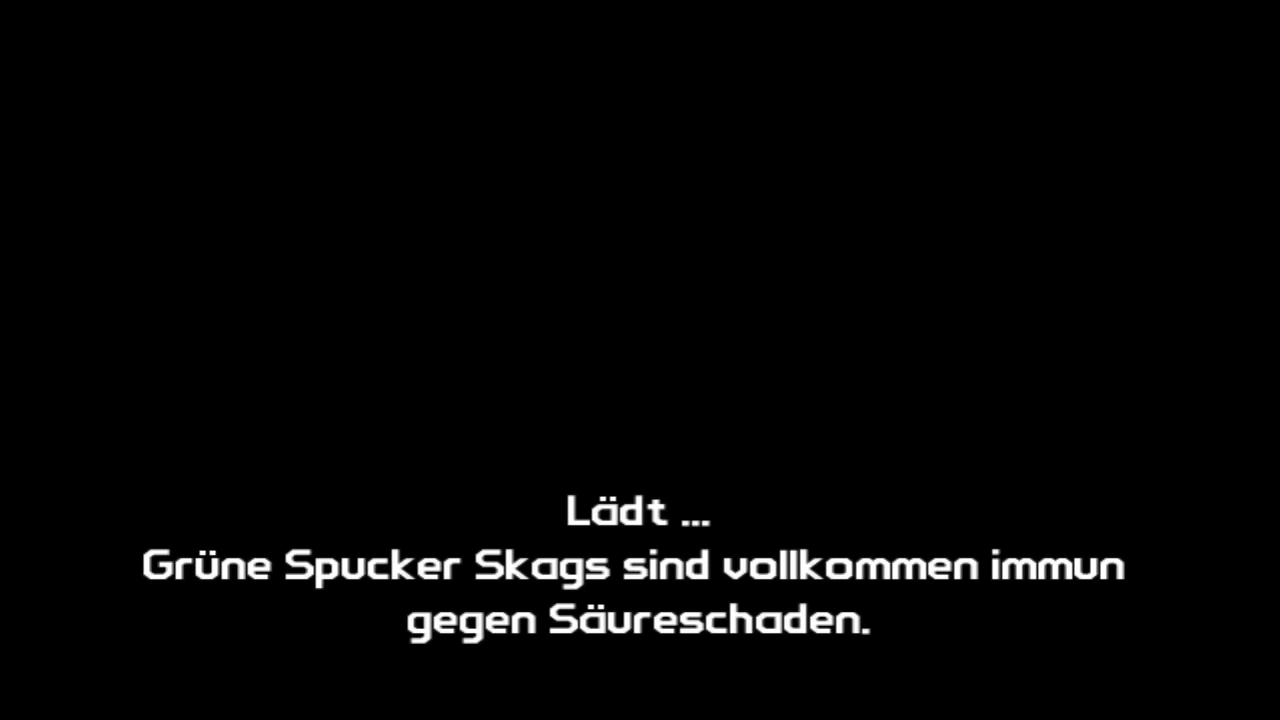 Lädt ...
Grüne Spucker Skags sind vollkommen immun
gegen Säureschaden.